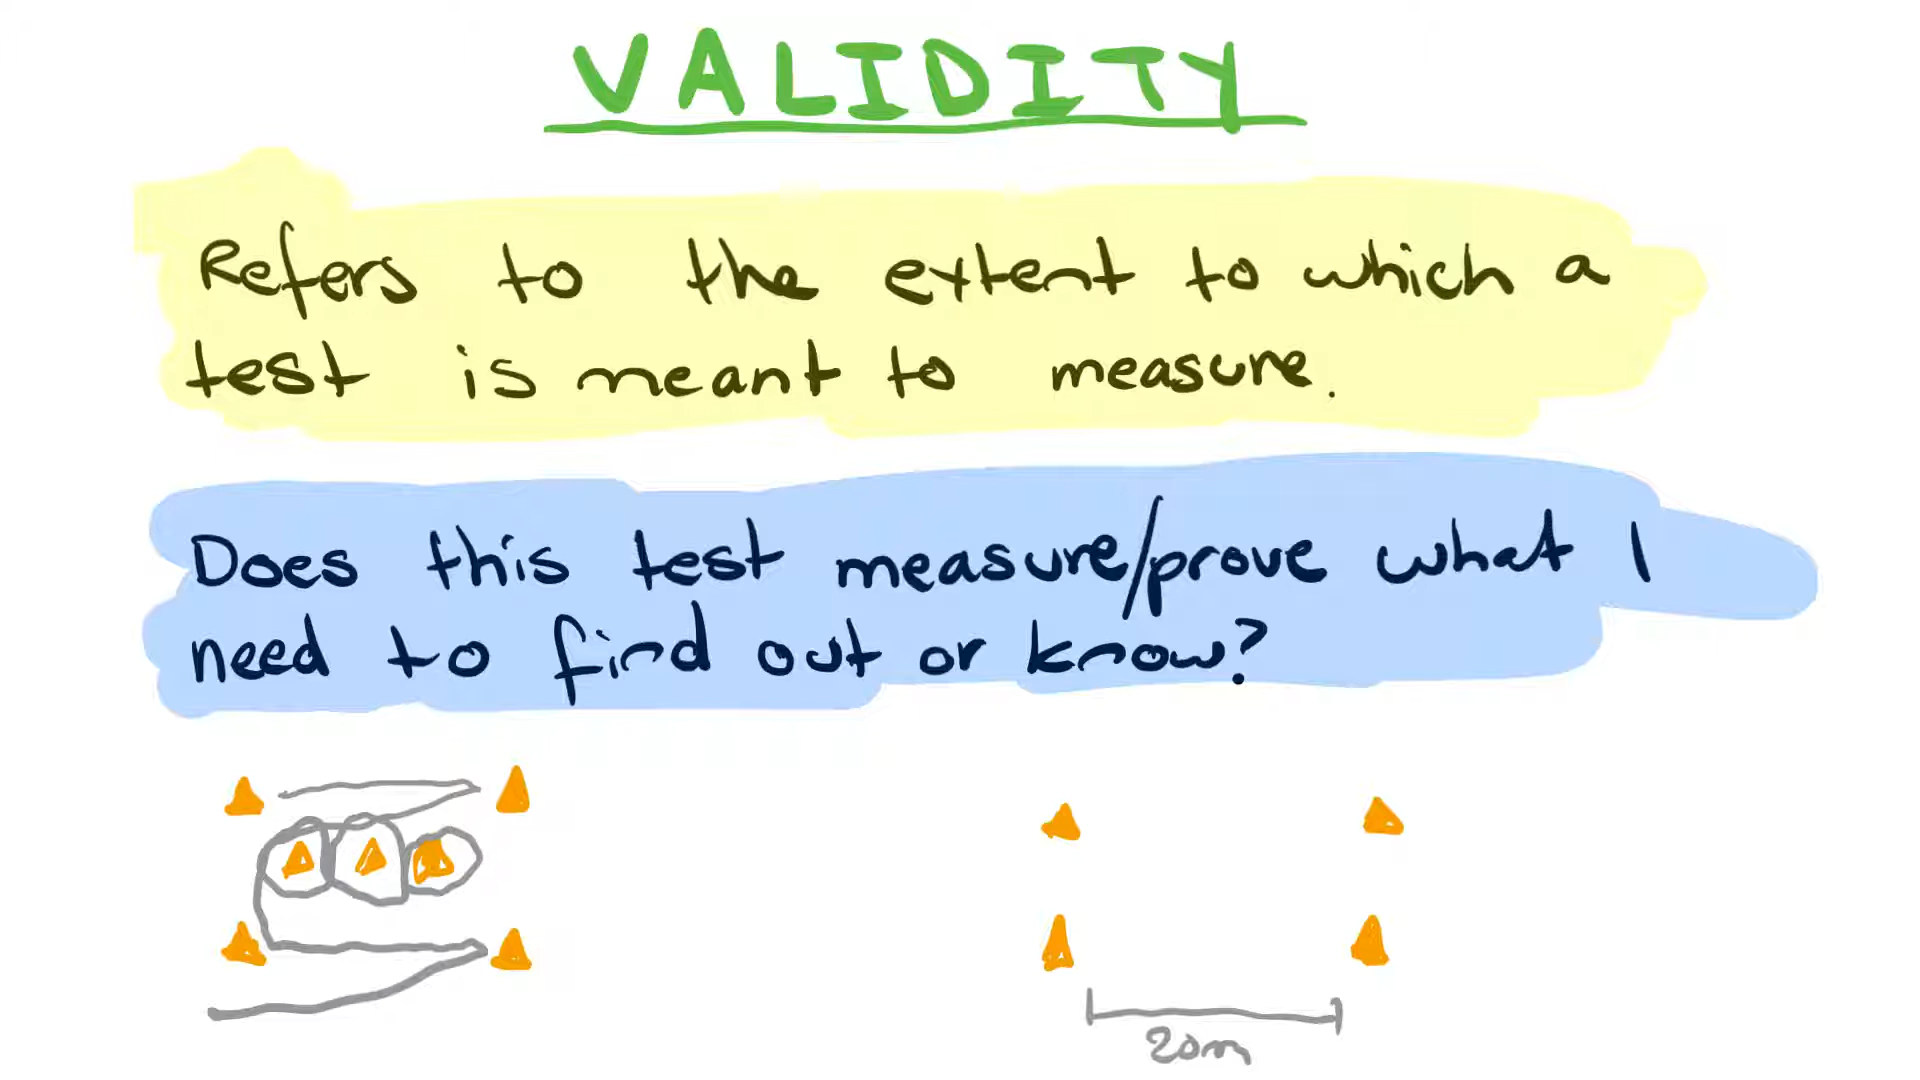 VALIDITY
Refers to the extent to which a
test is meant to measure.
Does this test measure/prove what I
need to find out or know?
20m